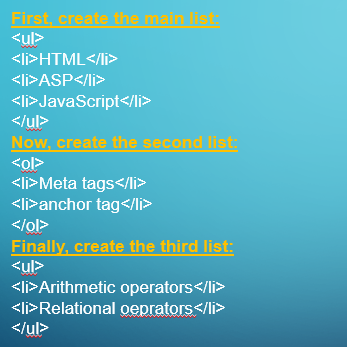 First, create the main list:
<ul>
<li>HTML</li>
<li>ASP</li>
<li>JavaScript</li>
</ul>
Now, create the second list:
<ol>
<li>Meta tags</li>
<li>anchor tag</li>
</ol>
Finally, create the third list:
<ul>
<li>Arithmetic operators</li>
<li>Relational oeprators</li>
</ul>